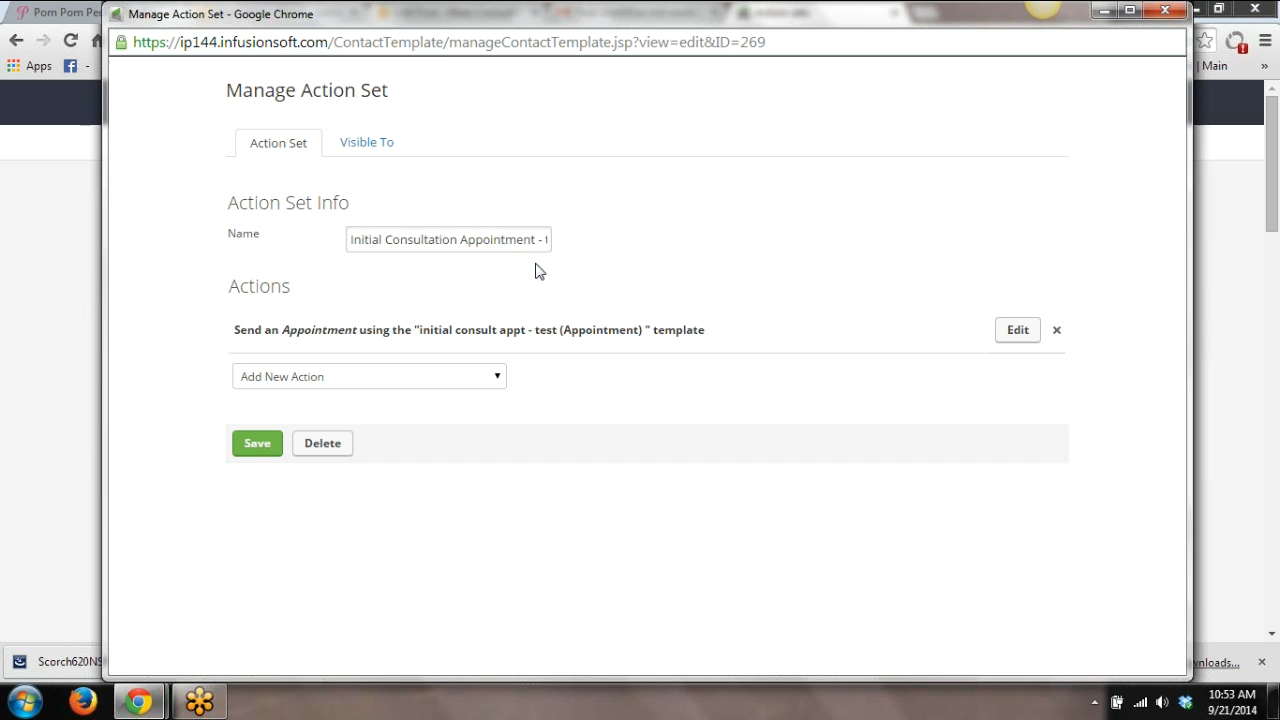 Pom Pom Pe
Manage Action Set - Google Chrome
https://ip144.infusionsoft.com/ContactTemplate/manageContactTemplate.jsp?view=edit&ID=269
Apps
Main »
Manage Action Set
Action Set Visible To
Action Set Info
Name Initial Consultation Appointment - t
Actions
Send an Appointment using the "initial consult appt - test (Appointment) " template Edit ×
Add New Action
Save Delete
Scorch620NS
wnloads...
10:53 AM
9/21/2014